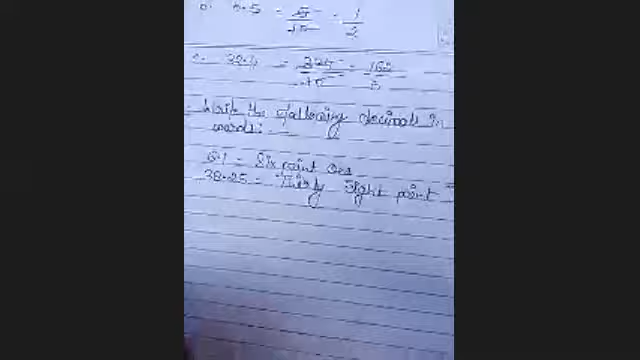 0.5 = 5/10 = 1/2
32.4 = 324/10 = 162/5
Write the following decimals in
words:-
6.1 = Six point One
38.25 = Thirty eight point